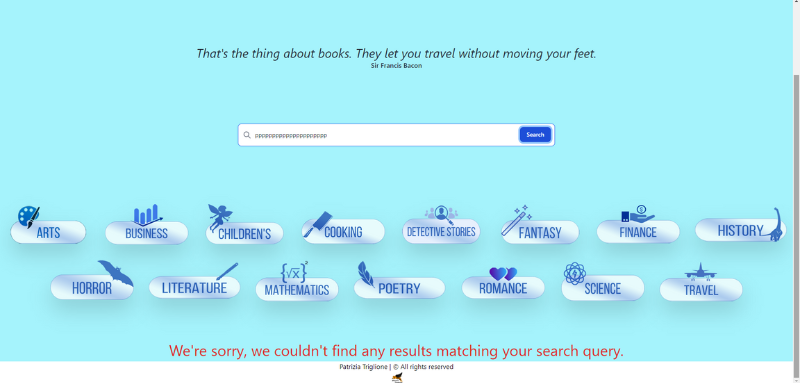 That's the thing about books. They let you travel without moving your feet.
Sir Francis Bacon
Search
ARTS
BUSINESS
CHILDREN'S
COOKING
DETECTIVE STORIES
FANTASY
FINANCE
HISTORY
HORROR
LITERATURE
{√x}²
MATHEMATICS
POETRY
ROMANCE
SCIENCE
TRAVEL
We're sorry, we couldn't find any results matching your search query.
Patrizia Triglione | © All rights reserved